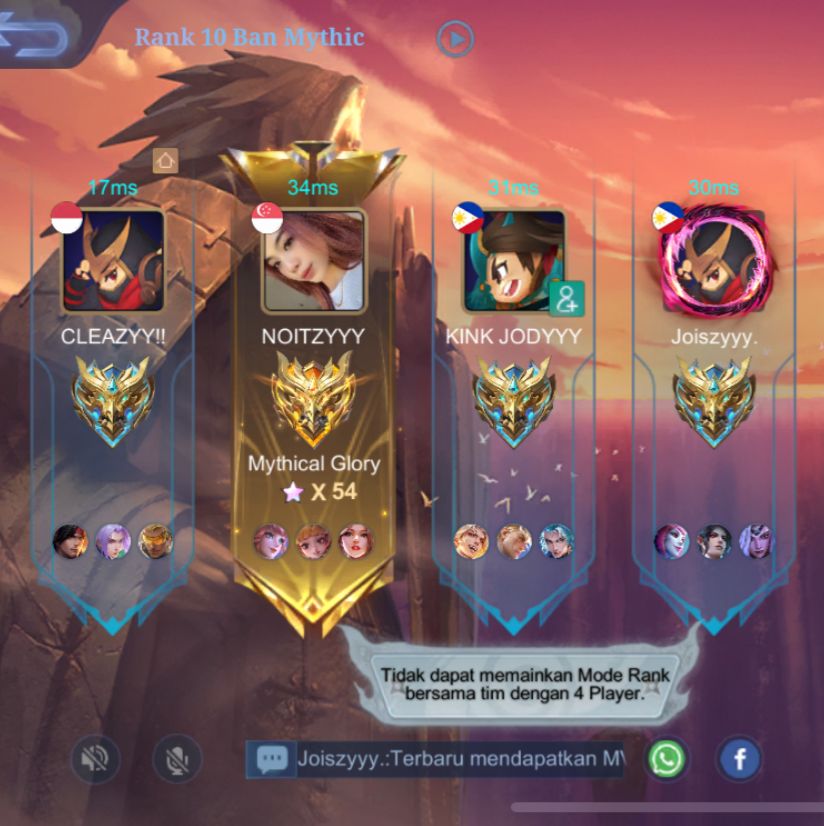 Rank 10 Ban Mythic
17ms
34ms
31ms
30ms
CLEAZYY!!
NOITZYYY
KINK JODYYY
Joiszyyy.
Mythical Glory
X 54
Tidak dapat memainkan Mode Rank
bersama tim dengan 4 Player.
Joiszyyy.:Terbaru mendapatkan MV